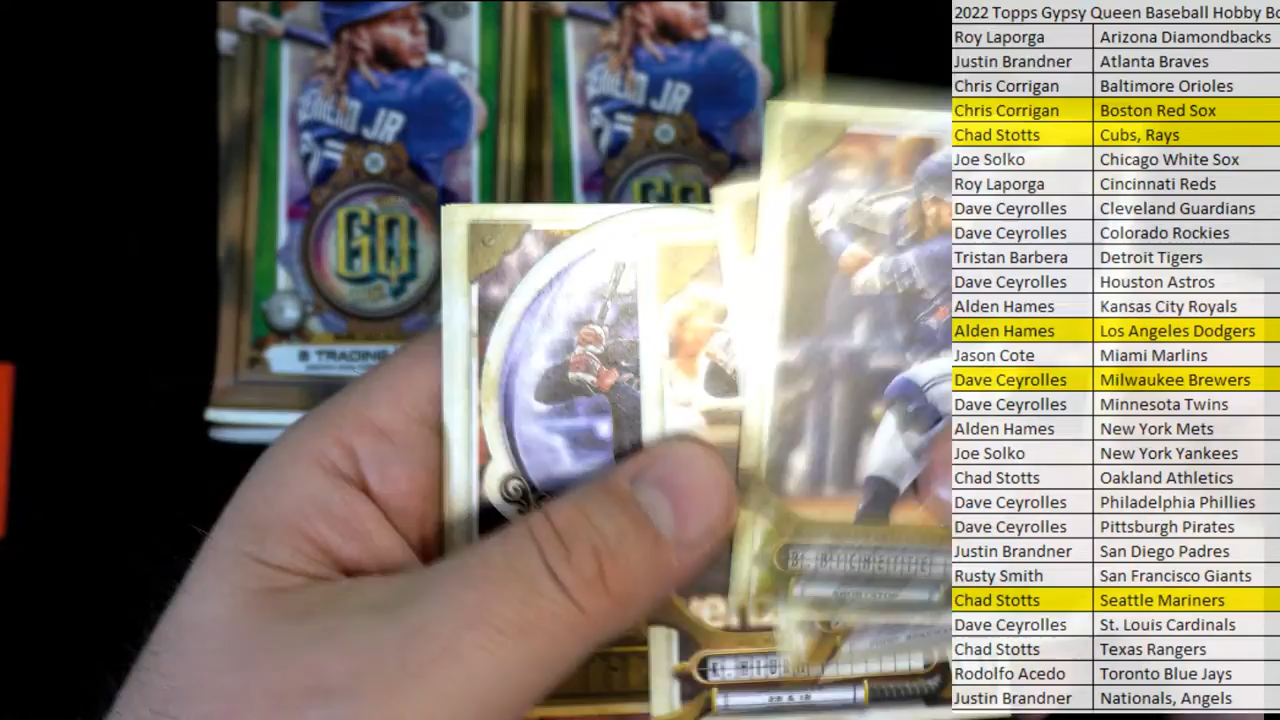 JR
JR
GQ
GQ
8 TRADING
B. BICHETTE
2022 Topps Gypsy Queen Baseball Hobby Bo
Roy Laporga Arizona Diamondbacks
Justin Brandner Atlanta Braves
Chris Corrigan Baltimore Orioles
Chris Corrigan Boston Red Sox
Chad Stotts Cubs, Rays
Joe Solko Chicago White Sox
Roy Laporga Cincinnati Reds
Dave Ceyrolles Cleveland Guardians
Dave Ceyrolles Colorado Rockies
Tristan Barbera Detroit Tigers
Dave Ceyrolles Houston Astros
Alden Hames Kansas City Royals
Alden Hames Los Angeles Dodgers
Jason Cote Miami Marlins
Dave Ceyrolles Milwaukee Brewers
Dave Ceyrolles Minnesota Twins
Alden Hames New York Mets
Joe Solko New York Yankees
Chad Stotts Oakland Athletics
Dave Ceyrolles Philadelphia Phillies
Dave Ceyrolles Pittsburgh Pirates
Justin Brandner San Diego Padres
Rusty Smith San Francisco Giants
Chad Stotts Seattle Mariners
Dave Ceyrolles St. Louis Cardinals
Chad Stotts Texas Rangers
Rodolfo Acedo Toronto Blue Jays
Justin Brandner Nationals, Angels